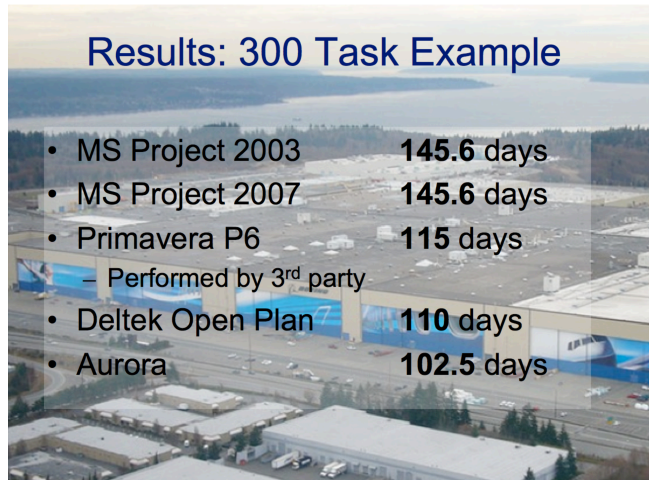 Results: 300 Task Example
• MS Project 2003 145.6 days
• MS Project 2007 145.6 days
• Primavera P6 115 days
– Performed by 3rd party
• Deltek Open Plan 110 days
• Aurora 102.5 days